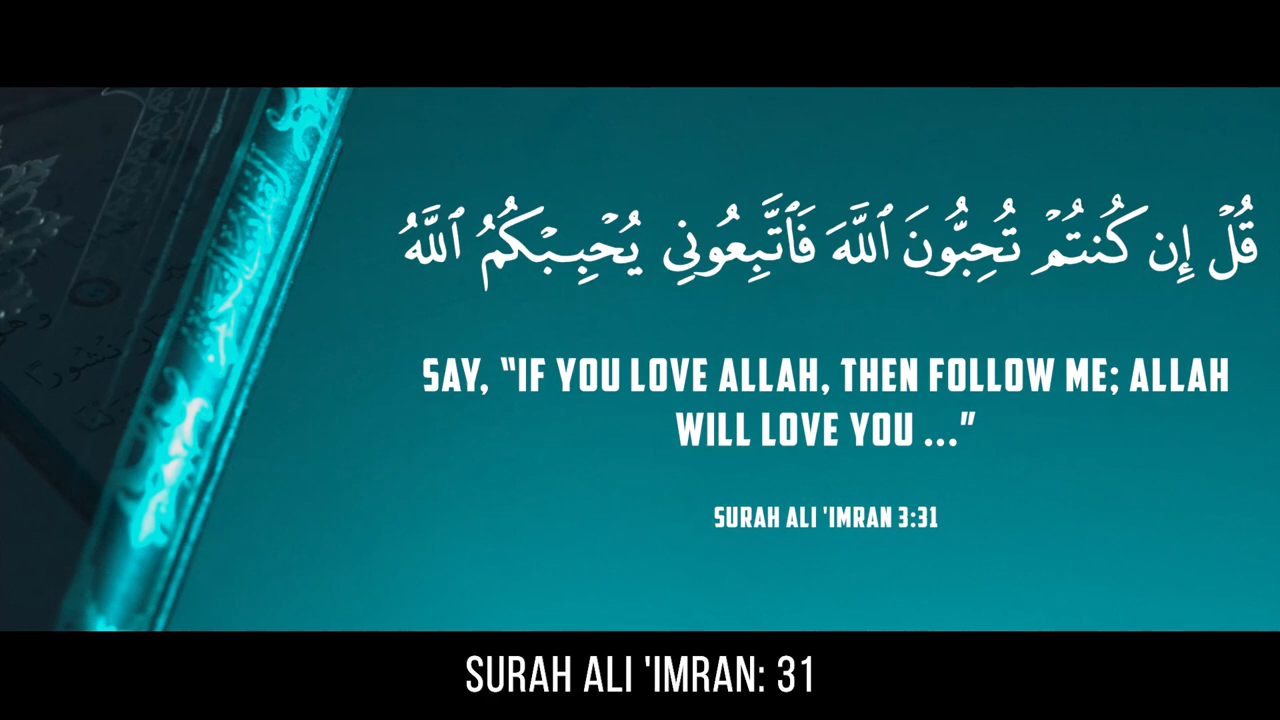 قُلْ إِن كُنتُمْ تُحِبُّونَ ٱللَّهَ فَٱتَّبِعُونِي يُحْبِبْكُمُ ٱللَّهُ
SAY, “IF YOU LOVE ALLAH, THEN FOLLOW ME; ALLAH
WILL LOVE YOU ...”
SURAH ALI 'IMRAN 3:31
SURAH ALI 'IMRAN: 31